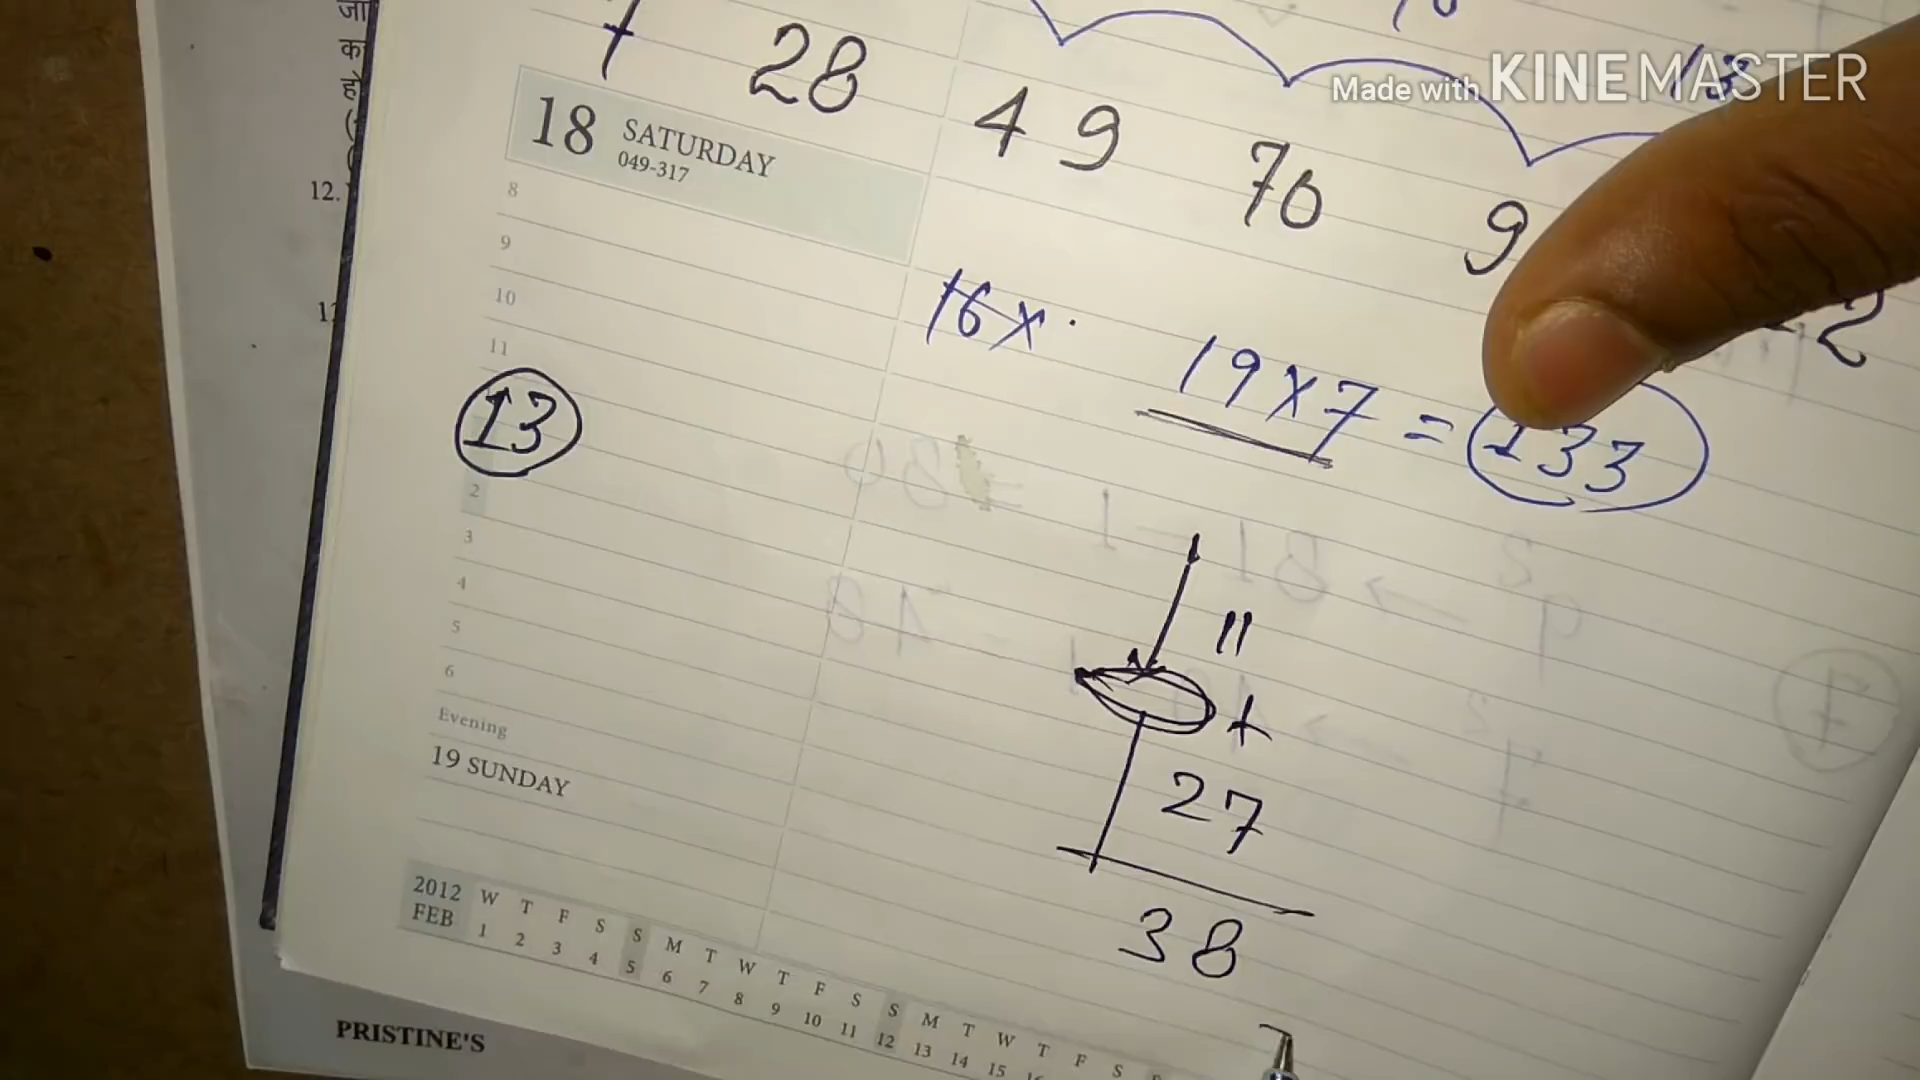 जा
Made with KINEMASTER
7 28 49 70 9
18 SATURDAY
049-317
12.
8
9
10
11
16x.
19x7 = 133
13
2
3
4
5
6
11
+
27
38
Evening
19 SUNDAY
2012 W T F S S M T W T F S S M T W T F S
FEB 1 2 3 4 5 6 7 8 9 10 11 12 13 14 15
PRISTINE'S